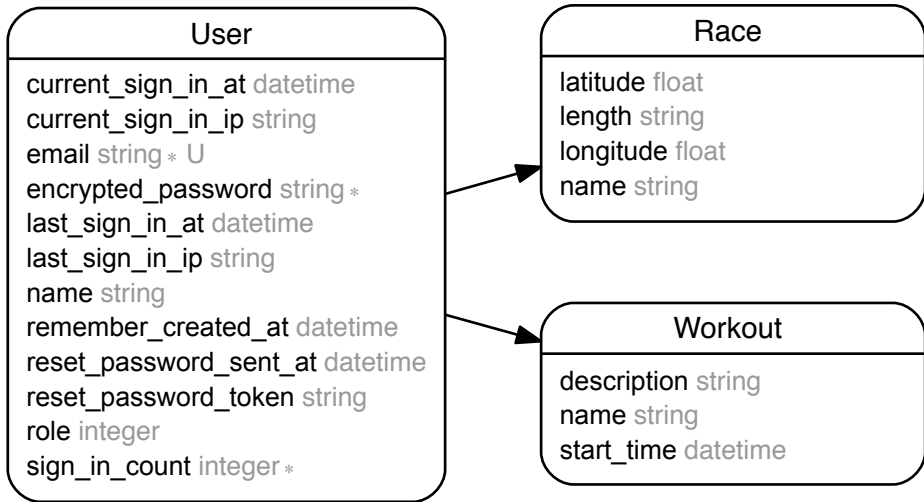 User
current_sign_in_at datetime
current_sign_in_ip string
email string * U
encrypted_password string *
last_sign_in_at datetime
last_sign_in_ip string
name string
remember_created_at datetime
reset_password_sent_at datetime
reset_password_token string
role integer
sign_in_count integer *
Race
latitude float
length string
longitude float
name string
Workout
description string
name string
start_time datetime